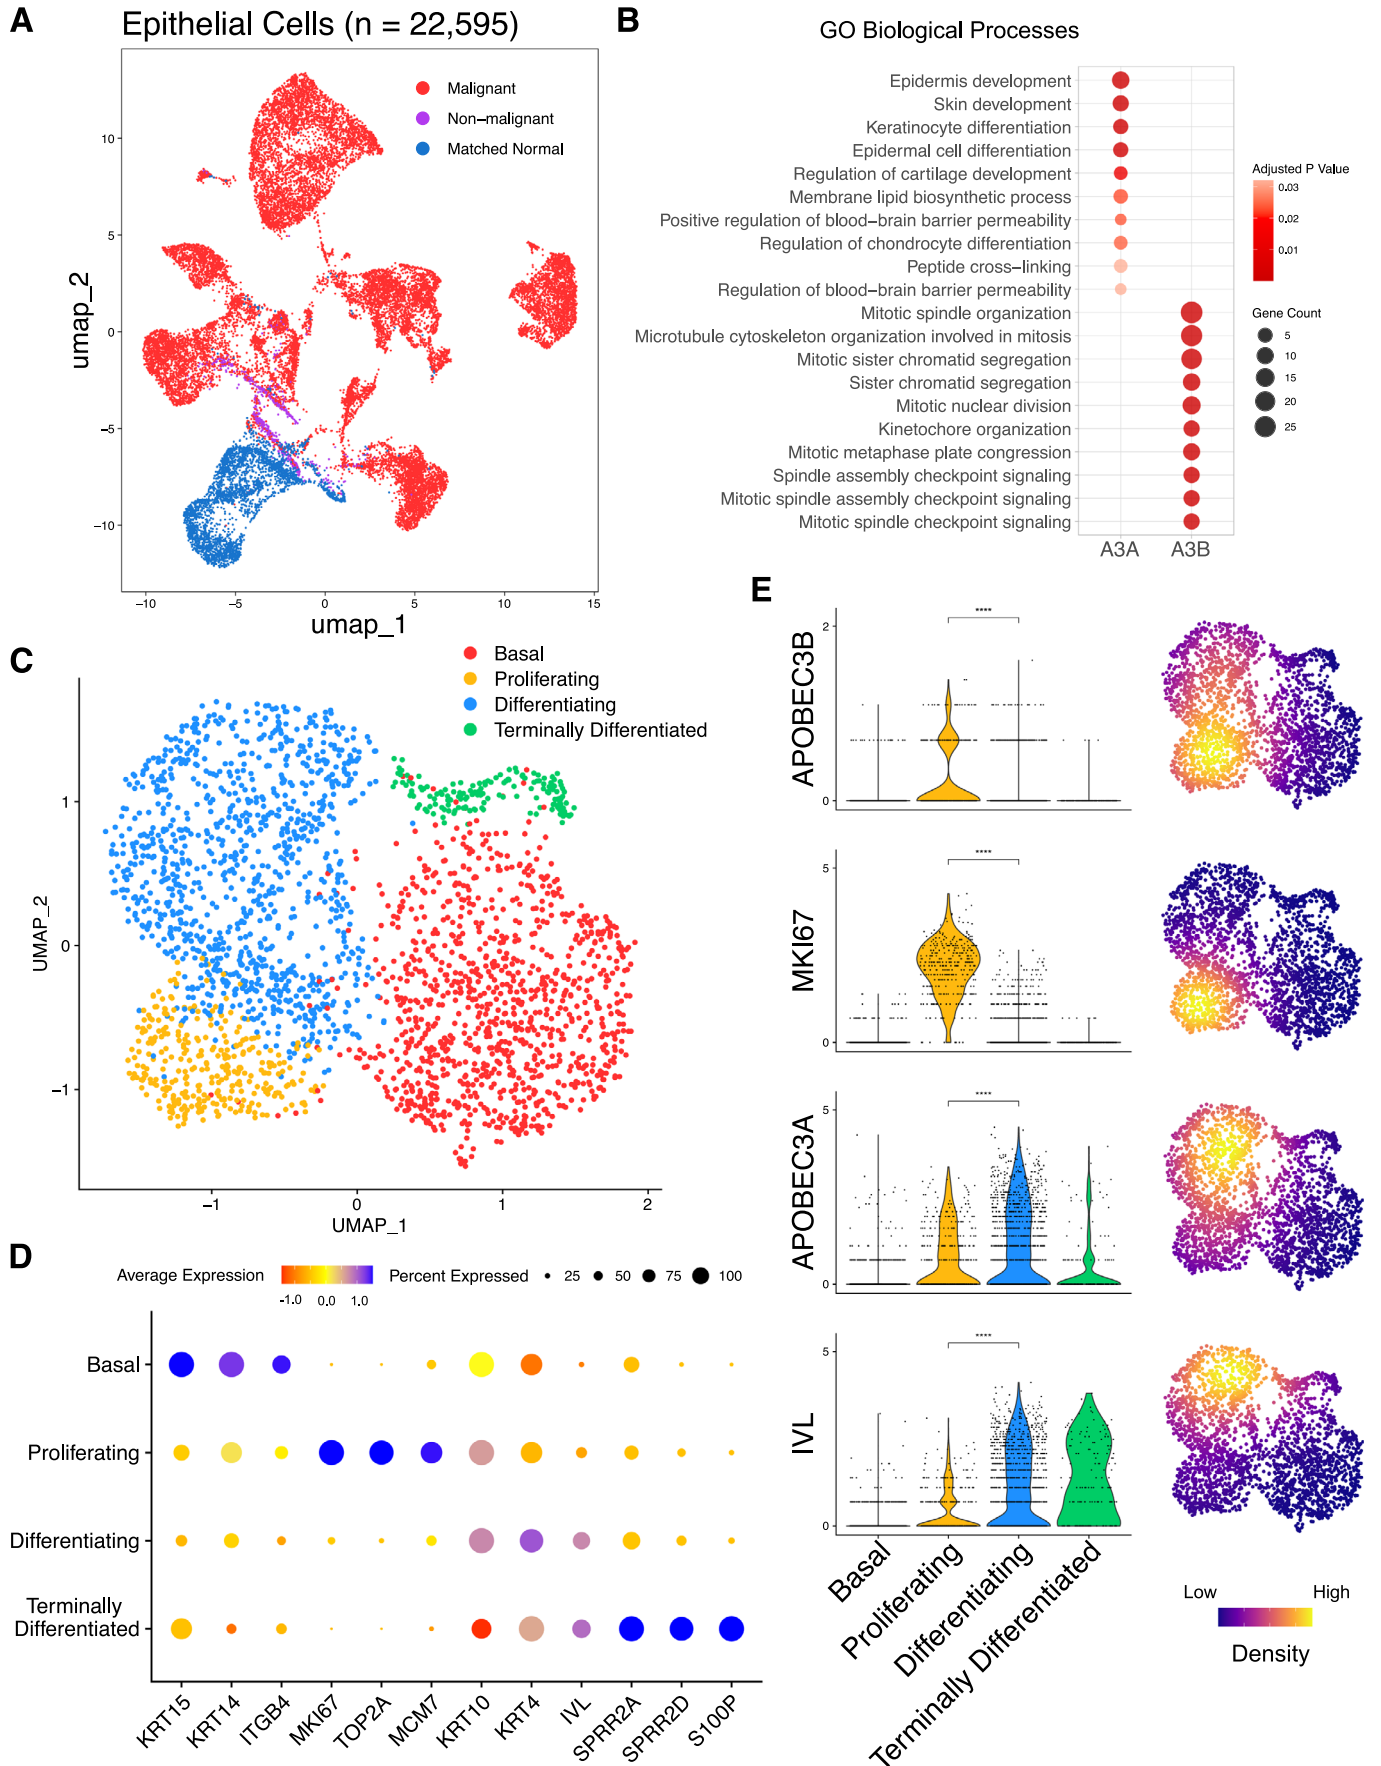 A
Epithelial Cells (n = 22,595)
Malignant
Non−malignant
Matched Normal
10
5
0
−5
−10
umap_2
−10
−5
0
5
10
15
umap_1
B
GO Biological Processes
Epidermis development
Skin development
Keratinocyte differentiation
Epidermal cell differentiation
Regulation of cartilage development
Membrane lipid biosynthetic process
Positive regulation of blood−brain barrier permeability
Regulation of chondrocyte differentiation
Peptide cross−linking
Regulation of blood−brain barrier permeability
Mitotic spindle organization
Microtubule cytoskeleton organization involved in mitosis
Mitotic sister chromatid segregation
Sister chromatid segregation
Mitotic nuclear division
Kinetochore organization
Mitotic metaphase plate congression
Spindle assembly checkpoint signaling
Mitotic spindle assembly checkpoint signaling
Mitotic spindle checkpoint signaling
A3A
A3B
Adjusted P Value
0.03
0.02
0.01
Gene Count
5
10
15
20
25
C
Basal
Proliferating
Differentiating
Terminally Differentiated
1
0
−1
UMAP_2
−1
0
1
2
UMAP_1
D
Average Expression
-1.0
0.0
1.0
Percent Expressed
25
50
75
100
Basal
Proliferating
Differentiating
Terminally
Differentiated
KRT15
KRT14
ITGB4
MKI67
TOP2A
MCM7
KRT10
KRT4
IVL
SPRR2A
SPRR2D
S100P
E
APOBEC3B
2
0
****
MKI67
5
0
****
APOBEC3A
5
0
****
IVL
5
0
****
Basal
Proliferating
Differentiating
Terminally Differentiated
Low
High
Density